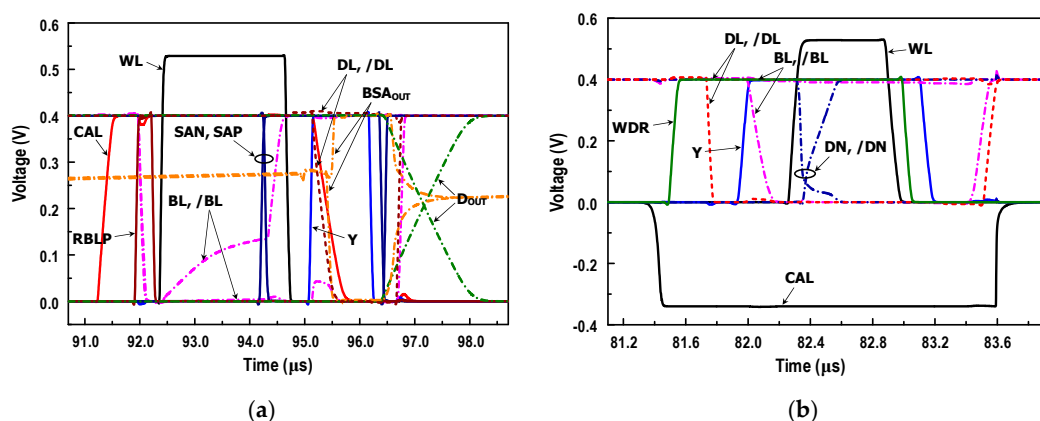 0.6
0.5
0.4
0.3
0.2
0.1
0.0
Voltage (V)
WL
DL, /DL
BSAOUT
CAL
SAN, SAP
BL, /BL
DOUT
RBLP
Y
91.0 92.0 93.0 94.0 95.0 96.0 97.0 98.0
Time (μs)
(a)
0.6
0.4
0.2
0.0
-0.2
-0.4
Voltage (V)
DL, /DL
BL, /BL
WL
WDR
Y
DN, /DN
CAL
81.2 81.6 82.0 82.4 82.8 83.2 83.6
Time (μs)
(b)